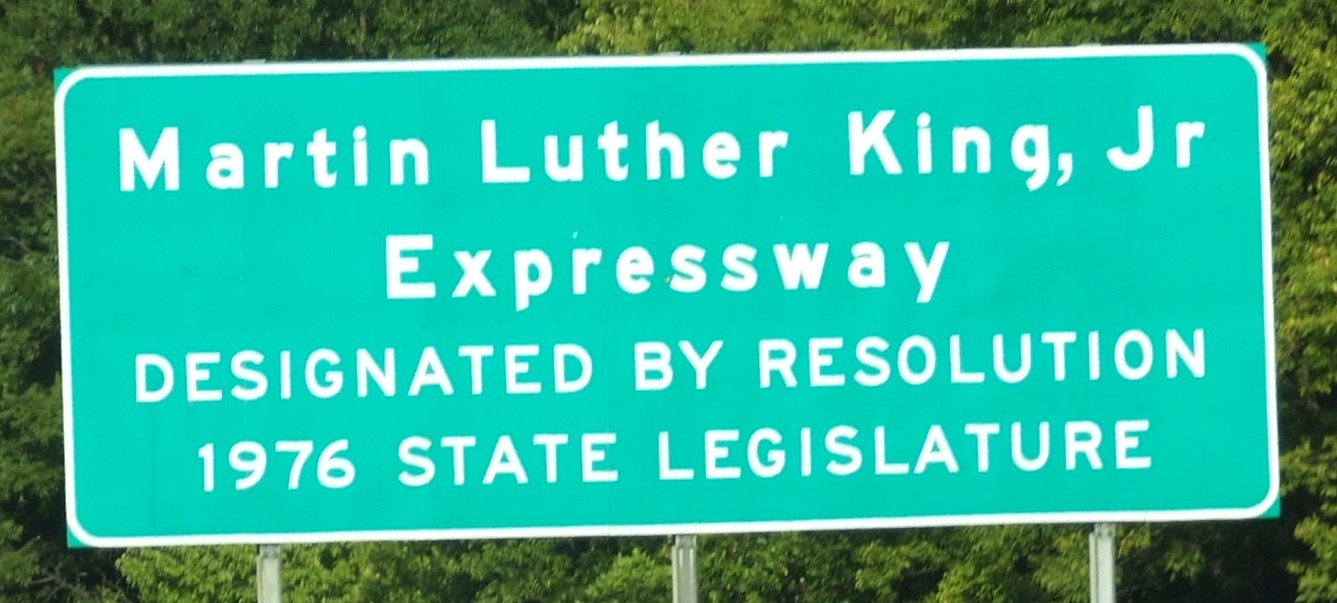 Martin Luther King, Jr
Expressway
DESIGNATED BY RESOLUTION
1976 STATE LEGISLATURE